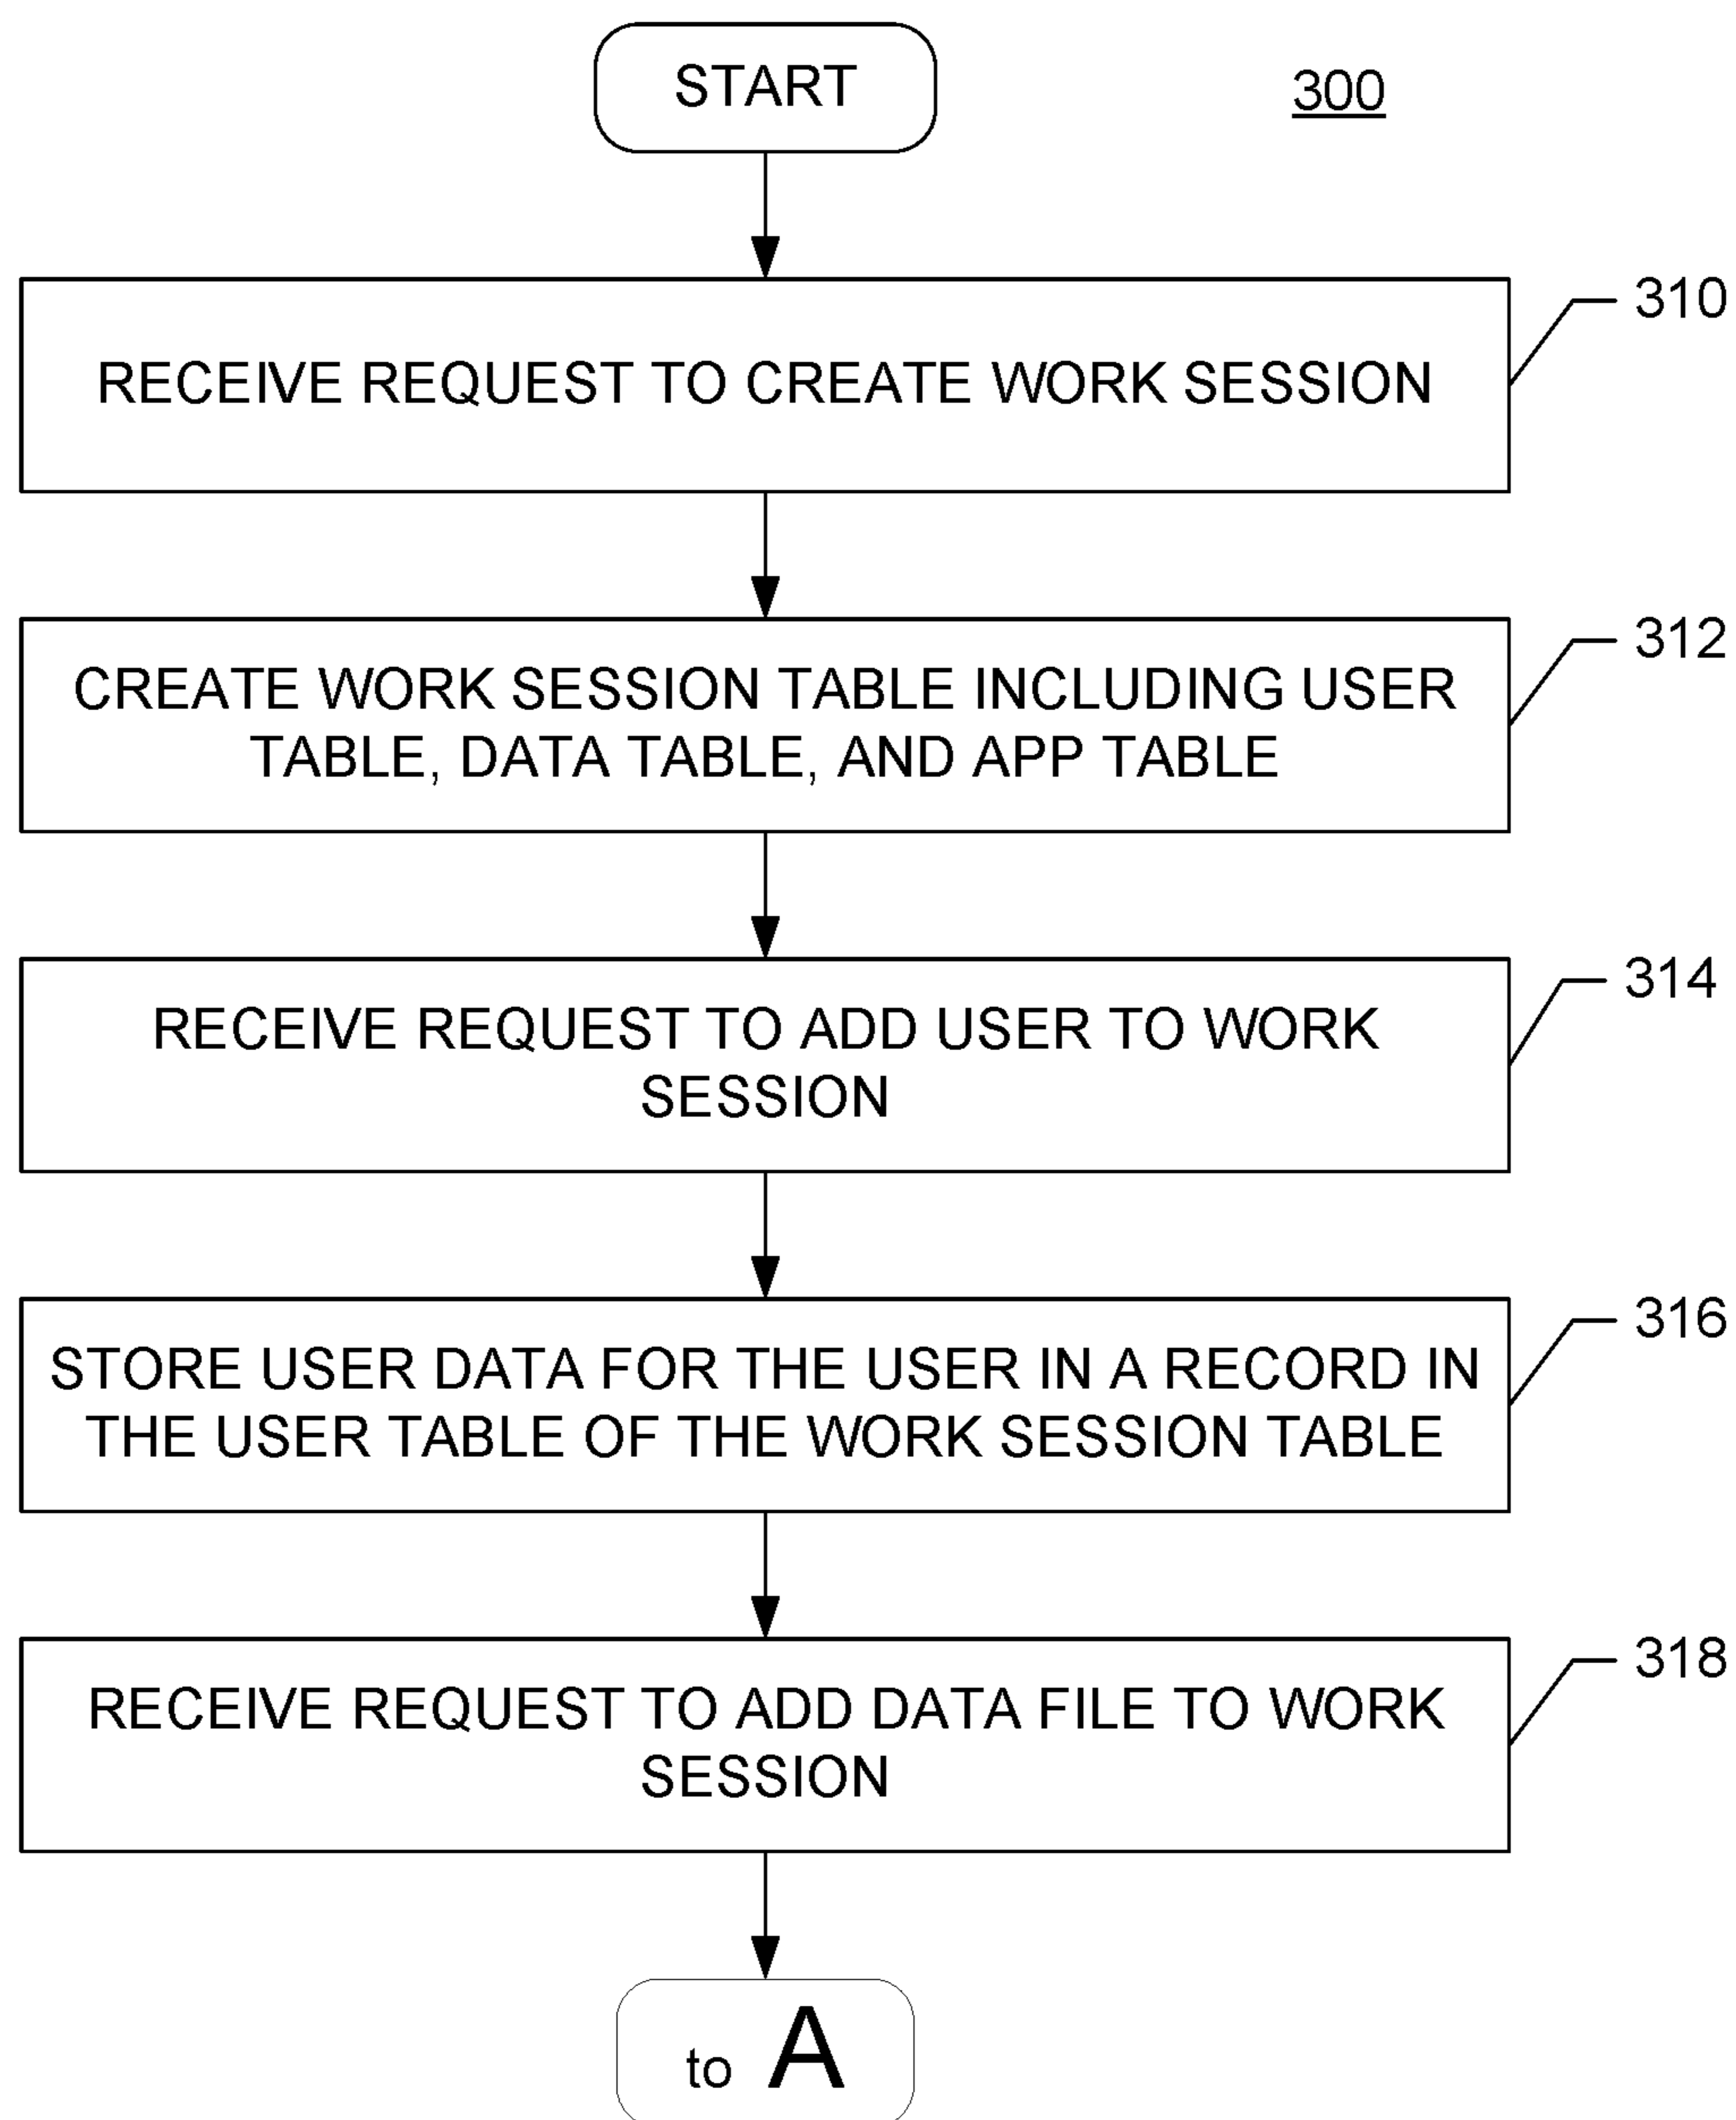 START
300
310
RECEIVE REQUEST TO CREATE WORK SESSION
312
CREATE WORK SESSION TABLE INCLUDING USER
TABLE, DATA TABLE, AND APP TABLE
314
RECEIVE REQUEST TO ADD USER TO WORK
SESSION
316
STORE USER DATA FOR THE USER IN A RECORD IN
THE USER TABLE OF THE WORK SESSION TABLE
318
RECEIVE REQUEST TO ADD DATA FILE TO WORK
SESSION
to A